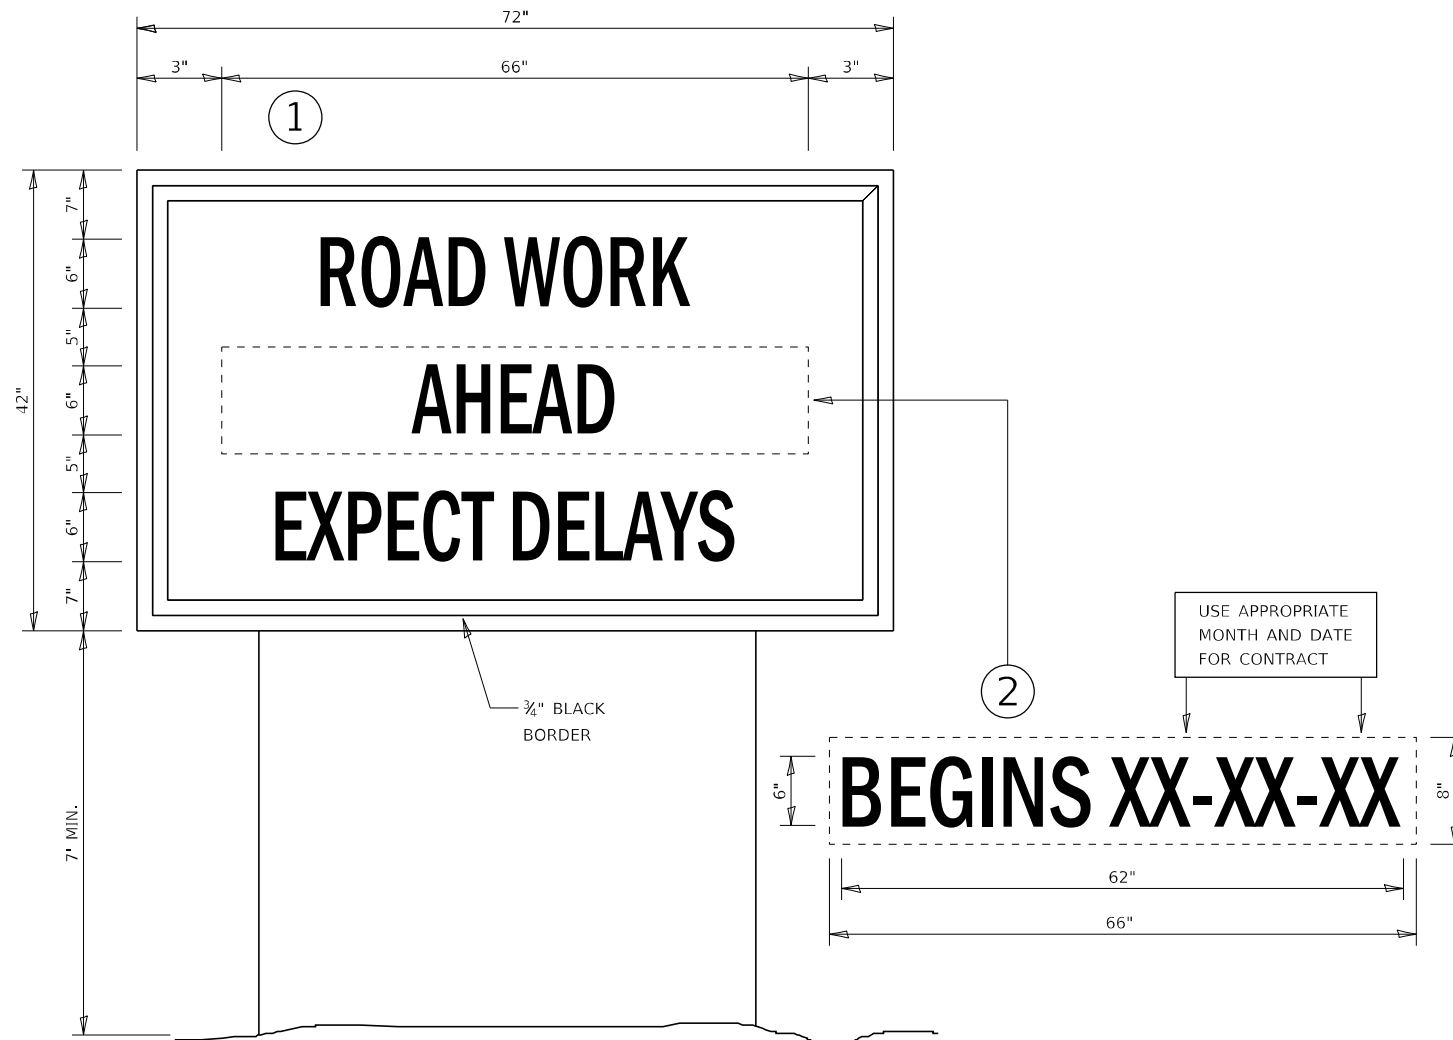 72"
3" 66" 3"
1
7"
6"
5"
6"
5"
6"
7"
42"
ROAD WORK
AHEAD
EXPECT DELAYS
¾" BLACK
BORDER
7' MIN.
2
USE APPROPRIATE
MONTH AND DATE
FOR CONTRACT
6"
BEGINS XX-XX-XX
8"
62"
66"